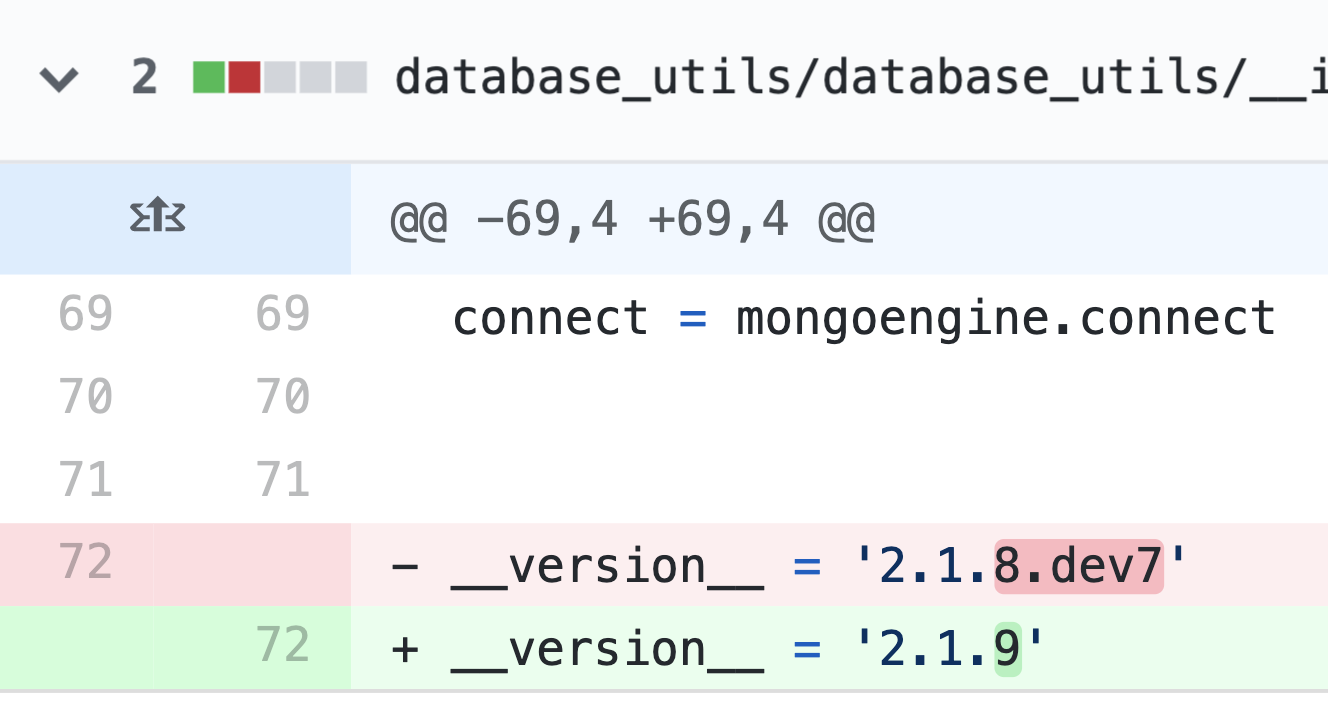 2 database_utils/database_utils/__i
@@ -69,4 +69,4 @@
69 69 connect = mongoengine.connect
70 70
71 71
72 - __version__ = '2.1.8.dev7'
72 + __version__ = '2.1.9'